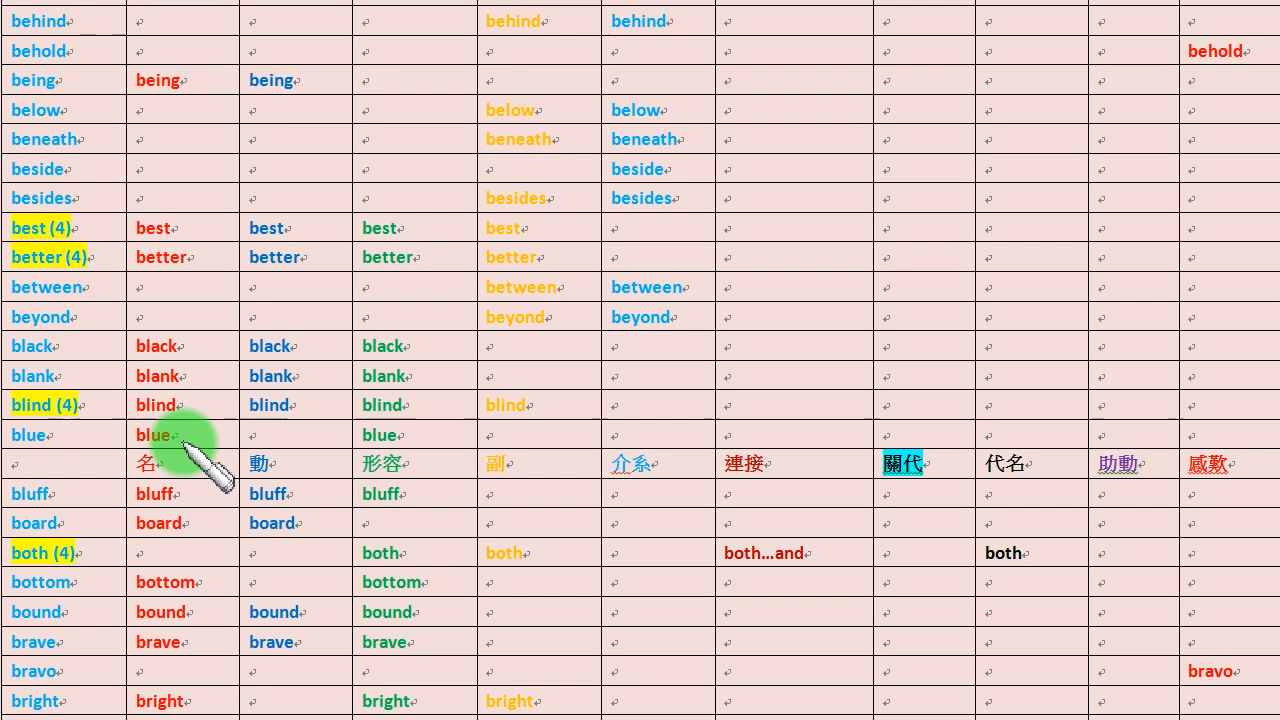 behind behind behind
behold behold
being being being
below below below
beneath beneath beneath
beside beside
besides besides besides
best (4) best best best best
better (4) better better better better
between between between
beyond beyond beyond
black black black black
blank blank blank blank
blind (4) blind blind blind blind
blue blue blue
名 動 形容 副 介系 連接 關代 代名 助動 感歎
bluff bluff bluff bluff
board board board
both (4) both both both...and both
bottom bottom bottom
bound bound bound bound
brave brave brave brave
bravo bravo
bright bright bright bright